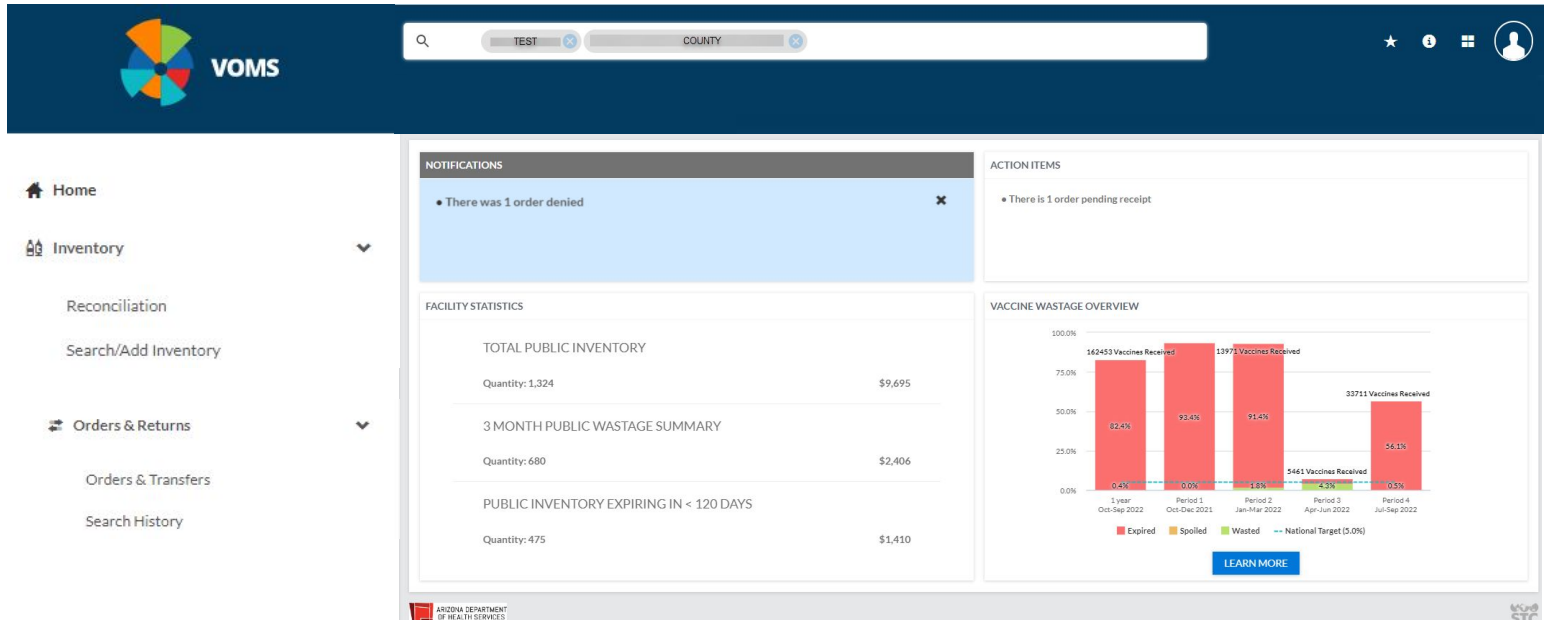 VOMS
TEST
COUNTY
Home
Inventory
Reconciliation
Search/Add Inventory
Orders & Returns
Orders & Transfers
Search History
NOTIFICATIONS
• There was 1 order denied
ACTION ITEMS
• There is 1 order pending receipt
FACILITY STATISTICS
TOTAL PUBLIC INVENTORY
Quantity: 1,324 $9,695
3 MONTH PUBLIC WASTAGE SUMMARY
Quantity: 680 $2,406
PUBLIC INVENTORY EXPIRING IN < 120 DAYS
Quantity: 475 $1,410
VACCINE WASTAGE OVERVIEW
100.0%
75.0%
50.0%
25.0%
0.0%
162453 Vaccines Received
13971 Vaccines Received
33711 Vaccines Received
5461 Vaccines Received
82.4%
93.4%
91.4%
56.1%
0.4%
0.0%
1.8%
4.3%
0.5%
1 year
Oct-Sep 2022
Period 1
Oct-Dec 2021
Period 2
Jan-Mar 2022
Period 3
Apr-Jun 2022
Period 4
Jul-Sep 2022
Expired Spoiled Wasted National Target (5.0%)
LEARN MORE
ARIZONA DEPARTMENT
OF HEALTH SERVICES
STC